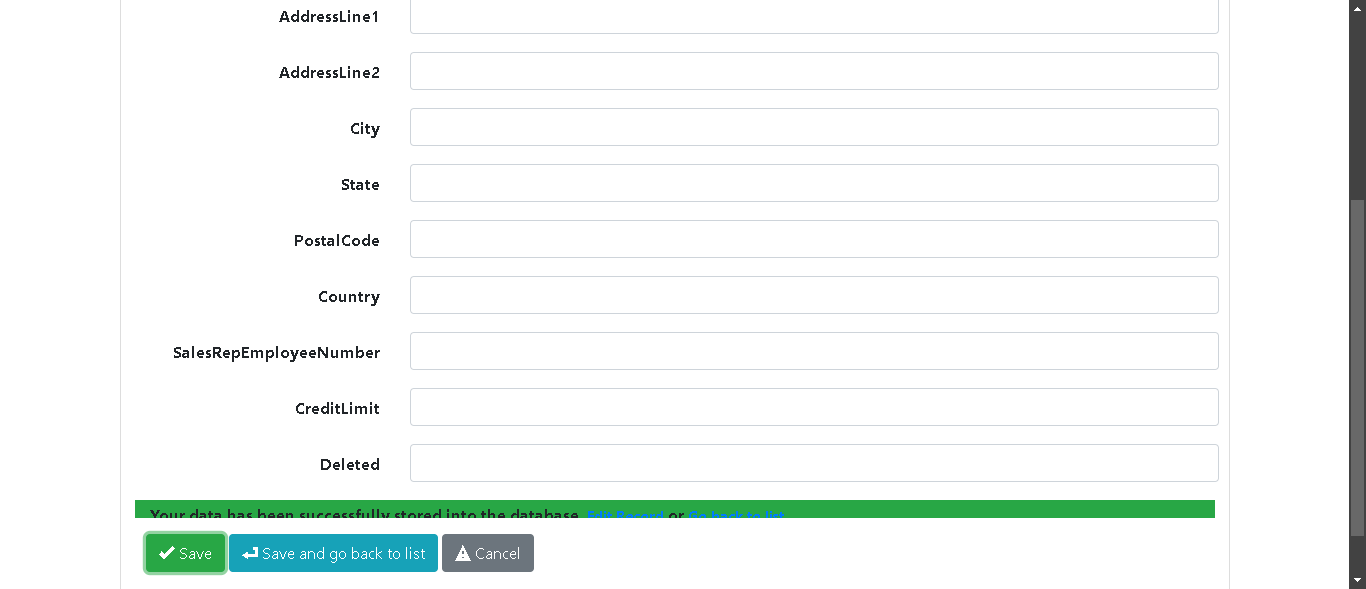 AddressLine1
AddressLine2
City
State
PostalCode
Country
SalesRepEmployeeNumber
CreditLimit
Deleted
Your data has been successfully stored into the database. Edit Record or Go back to list
Save Save and go back to list Cancel